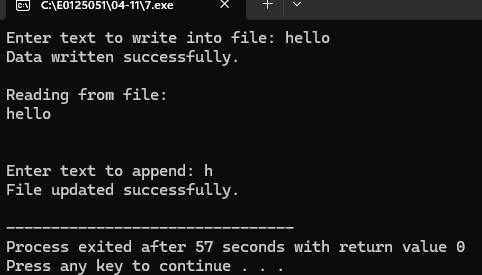 C:\E0125051\04-11\7.exe
Enter text to write into file: hello
Data written successfully.
Reading from file:
hello
Enter text to append: h
File updated successfully.
--------------------------------
Process exited after 57 seconds with return value 0
Press any key to continue . . .